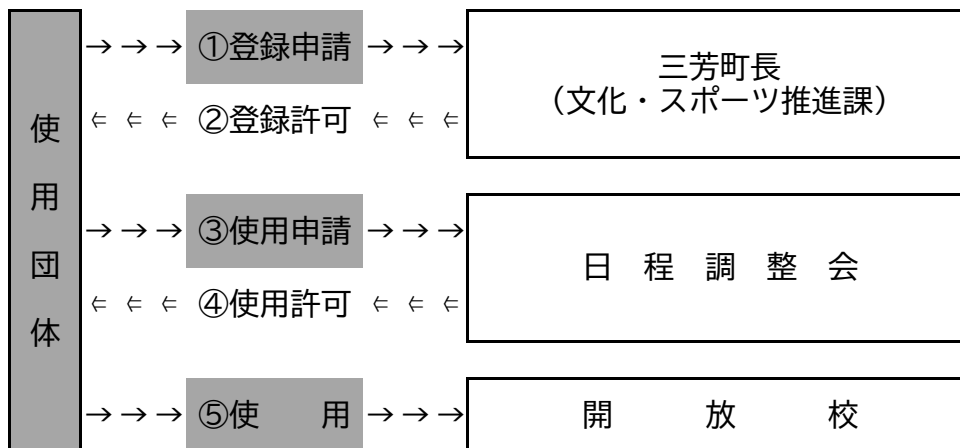 使用団体
→→→ ①登録申請 →→→
三芳町長
(文化・スポーツ推進課)
⇐ ⇐ ⇐ ②登録許可 ⇐ ⇐ ⇐
→→→ ③使用申請 →→→
日 程 調 整 会
⇐ ⇐ ⇐ ④使用許可 ⇐ ⇐ ⇐
→→→ ⑤使 用 →→→
開 放 校